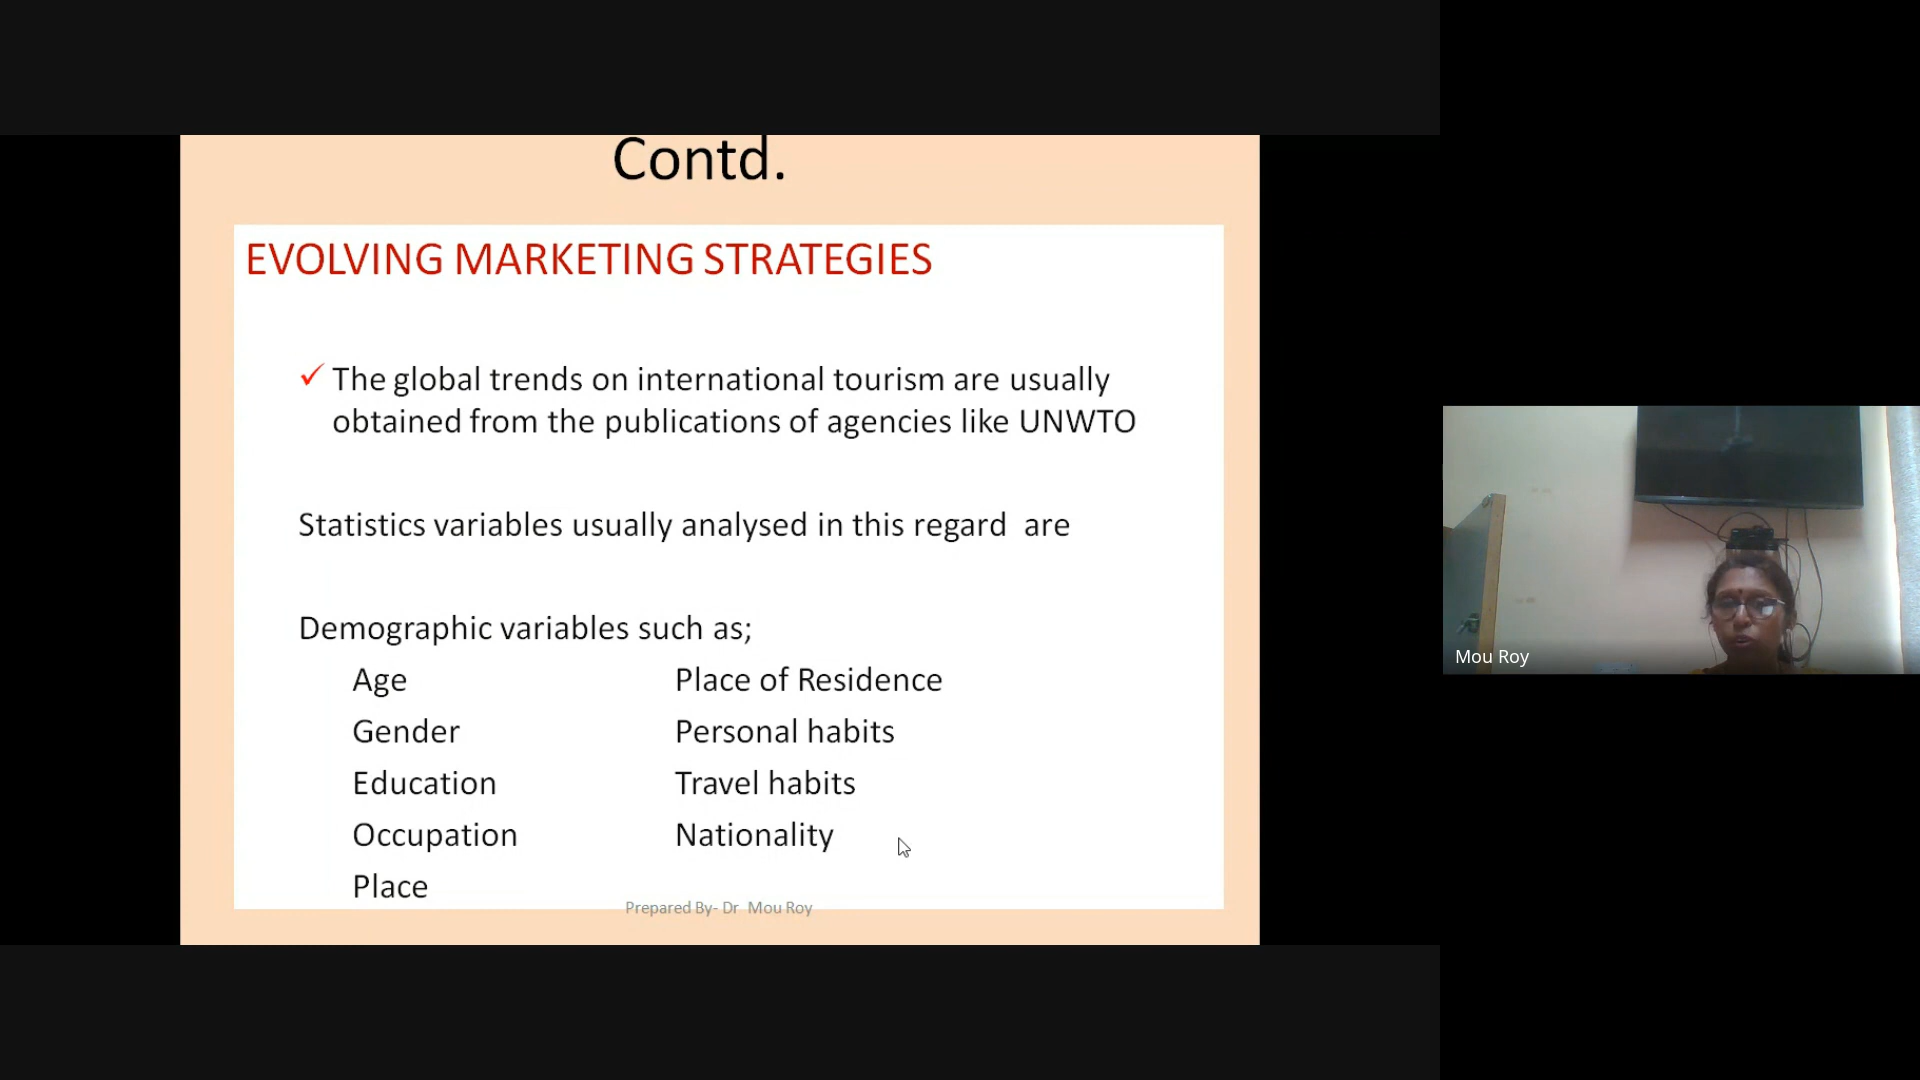 Contd.
EVOLVING MARKETING STRATEGIES
The global trends on international tourism are usually
obtained from the publications of agencies like UNWTO
Statistics variables usually analysed in this regard are
Demographic variables such as;
Age Place of Residence
Gender Personal habits
Education Travel habits
Occupation Nationality
Place
Prepared By- Dr Mou Roy
Mou Roy